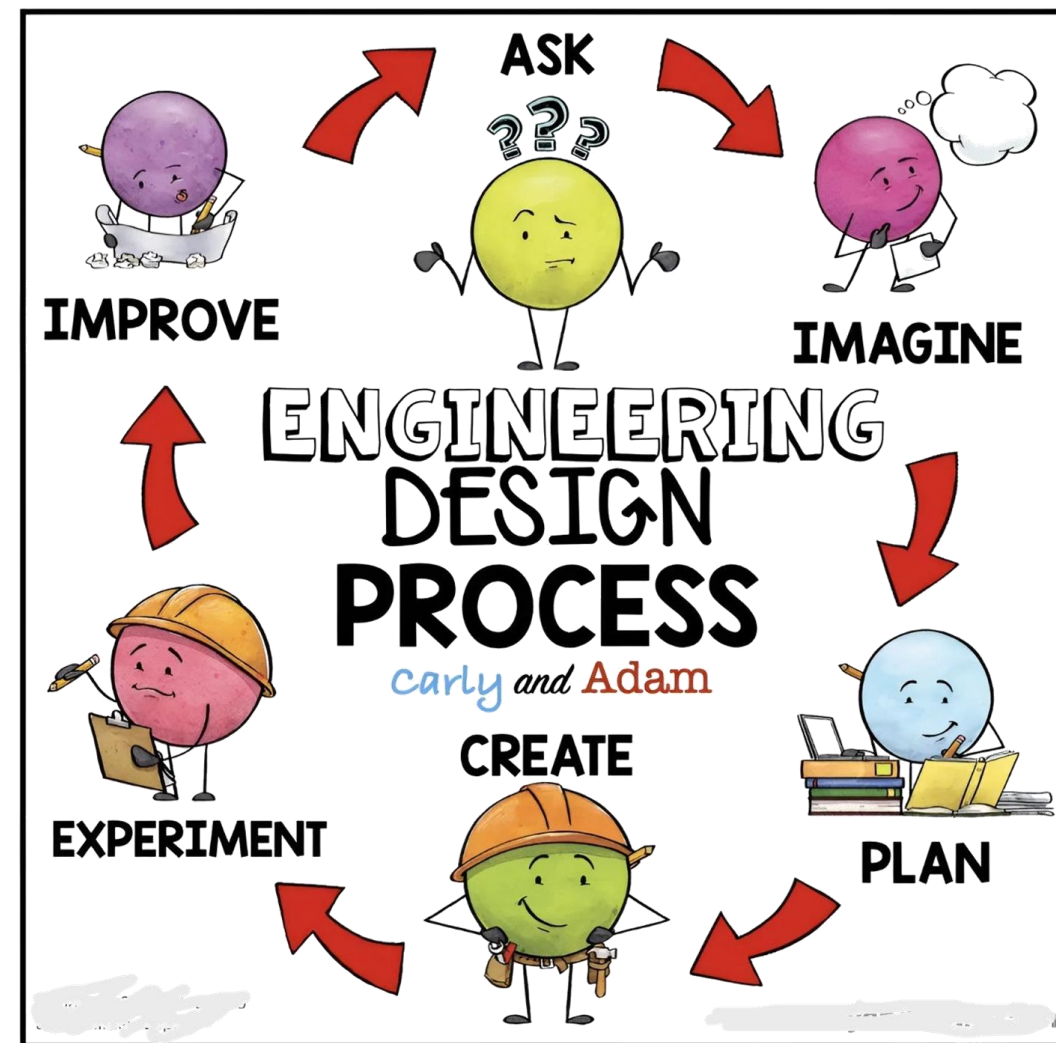 ASK
???
IMAGINE
IMPROVE
ENGINEERING
DESIGN
PROCESS
Carly and Adam
CREATE
EXPERIMENT
PLAN